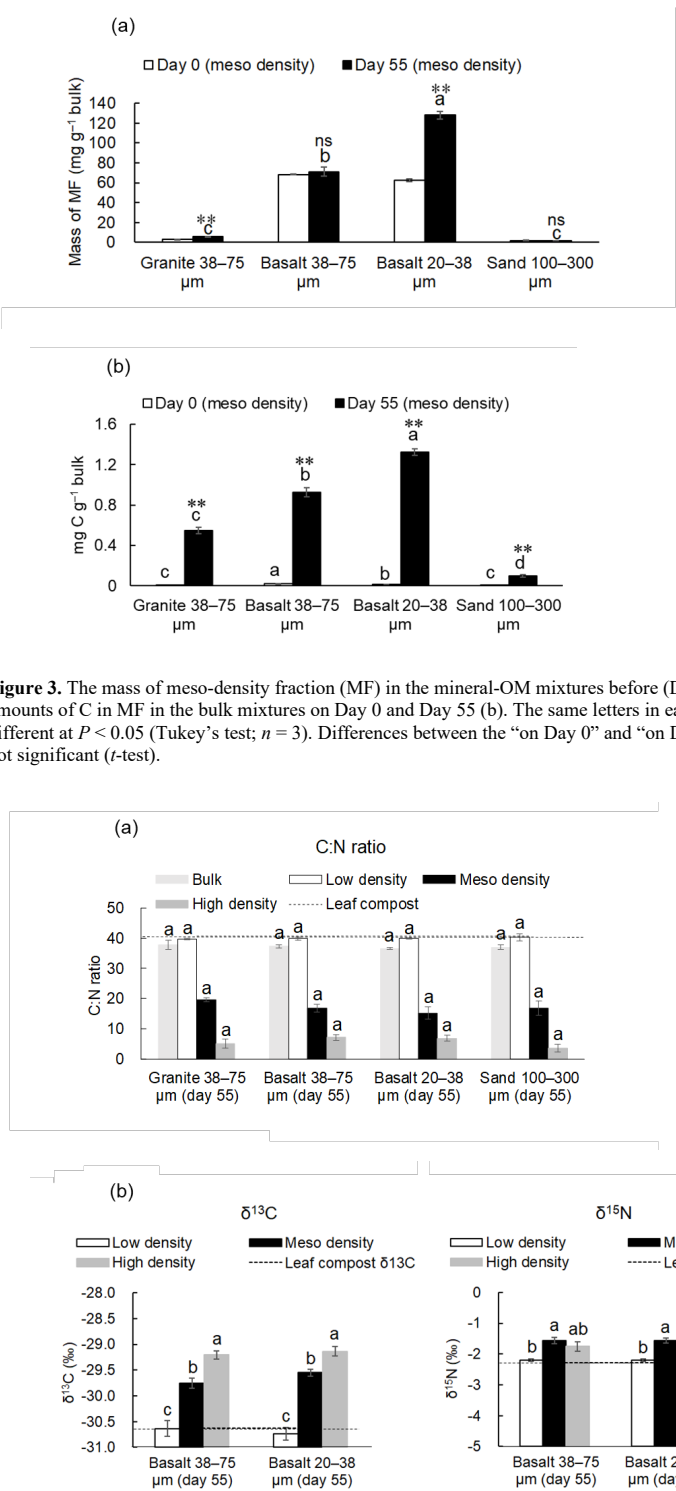 (a)
Day 0 (meso density) Day 55 (meso density)
Mass of MF (mg g⁻¹ bulk)
140
120
100
80
60
40
20
0
** c
ns b
** a
ns c
Granite 38–75 Basalt 38–75 Basalt 20–38 Sand 100–300
µm µm µm µm
(b)
Day 0 (meso density) Day 55 (meso density)
mg C g⁻¹ bulk
1.6
1.2
0.8
0.4
0
c ** c
a ** b
b ** a
c ** d
Granite 38–75 Basalt 38–75 Basalt 20–38 Sand 100–300
µm µm µm µm
igure 3. The mass of meso-density fraction (MF) in the mineral-OM mixtures before (D
mounts of C in MF in the bulk mixtures on Day 0 and Day 55 (b). The same letters in ea
ifferent at P < 0.05 (Tukey’s test; n = 3). Differences between the “on Day 0” and “on D
ot significant (t-test).
(a)
C:N ratio
Bulk Low density Meso density
High density Leaf compost
C:N ratio
50
40
30
20
10
0
a a a a
a a a a
a a a a
a a a a
Granite 38–75 Basalt 38–75 Basalt 20–38 Sand 100–300
µm (day 55) µm (day 55) µm (day 55) µm (day 55)
(b)
δ¹³C
Low density Meso density
High density Leaf compost δ13C
δ¹³C (‰)
-28.0
-28.5
-29.0
-29.5
-30.0
-30.5
-31.0
c b a
c b a
Basalt 38–75 Basalt 20–38
µm (day 55) µm (day 55)
δ¹⁵N
Low density M
High density Le
δ¹⁵N (‰)
0
-1
-2
-3
-4
-5
b a ab
b a
Basalt 38–75 Basalt 2
µm (day 55) µm (da